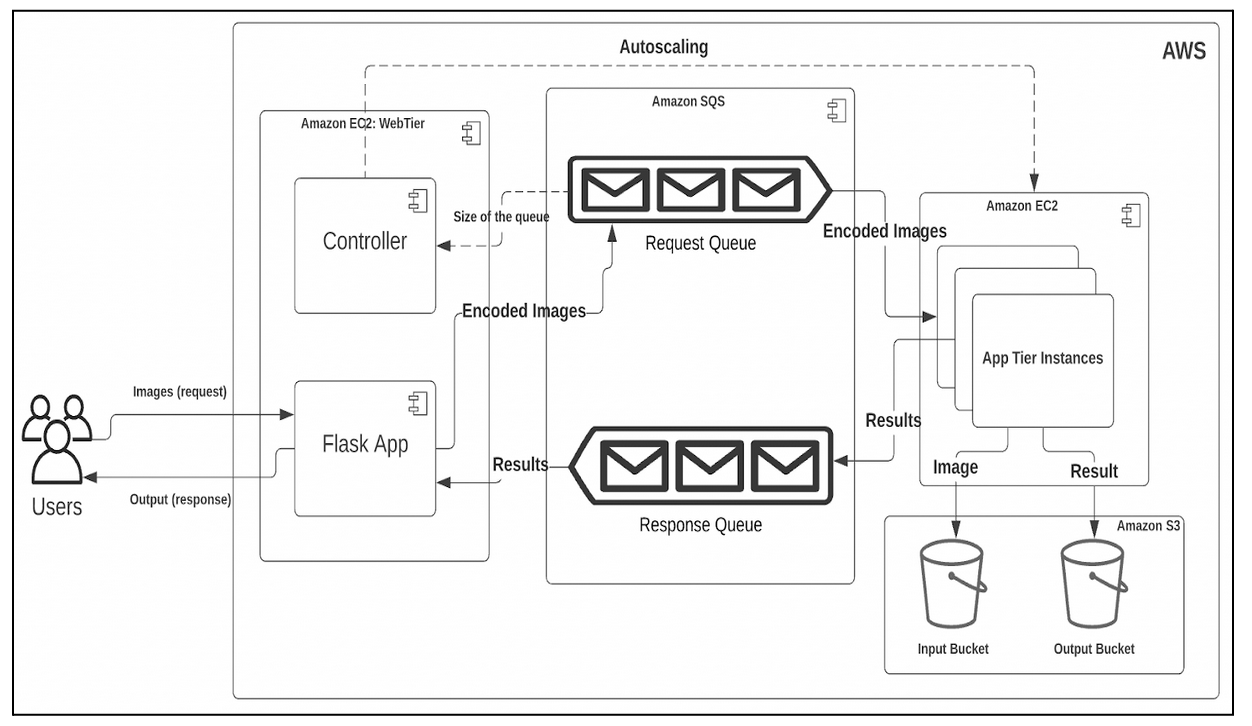 Autoscaling
AWS
Amazon SQS
Amazon EC2: WebTier
Amazon EC2
Size of the queue
Encoded Images
Controller
Request Queue
Encoded Images
App Tier Instances
Images (request)
Results
Flask App
Results
Image
Result
Output (response)
Users
Response Queue
Amazon S3
Input Bucket
Output Bucket